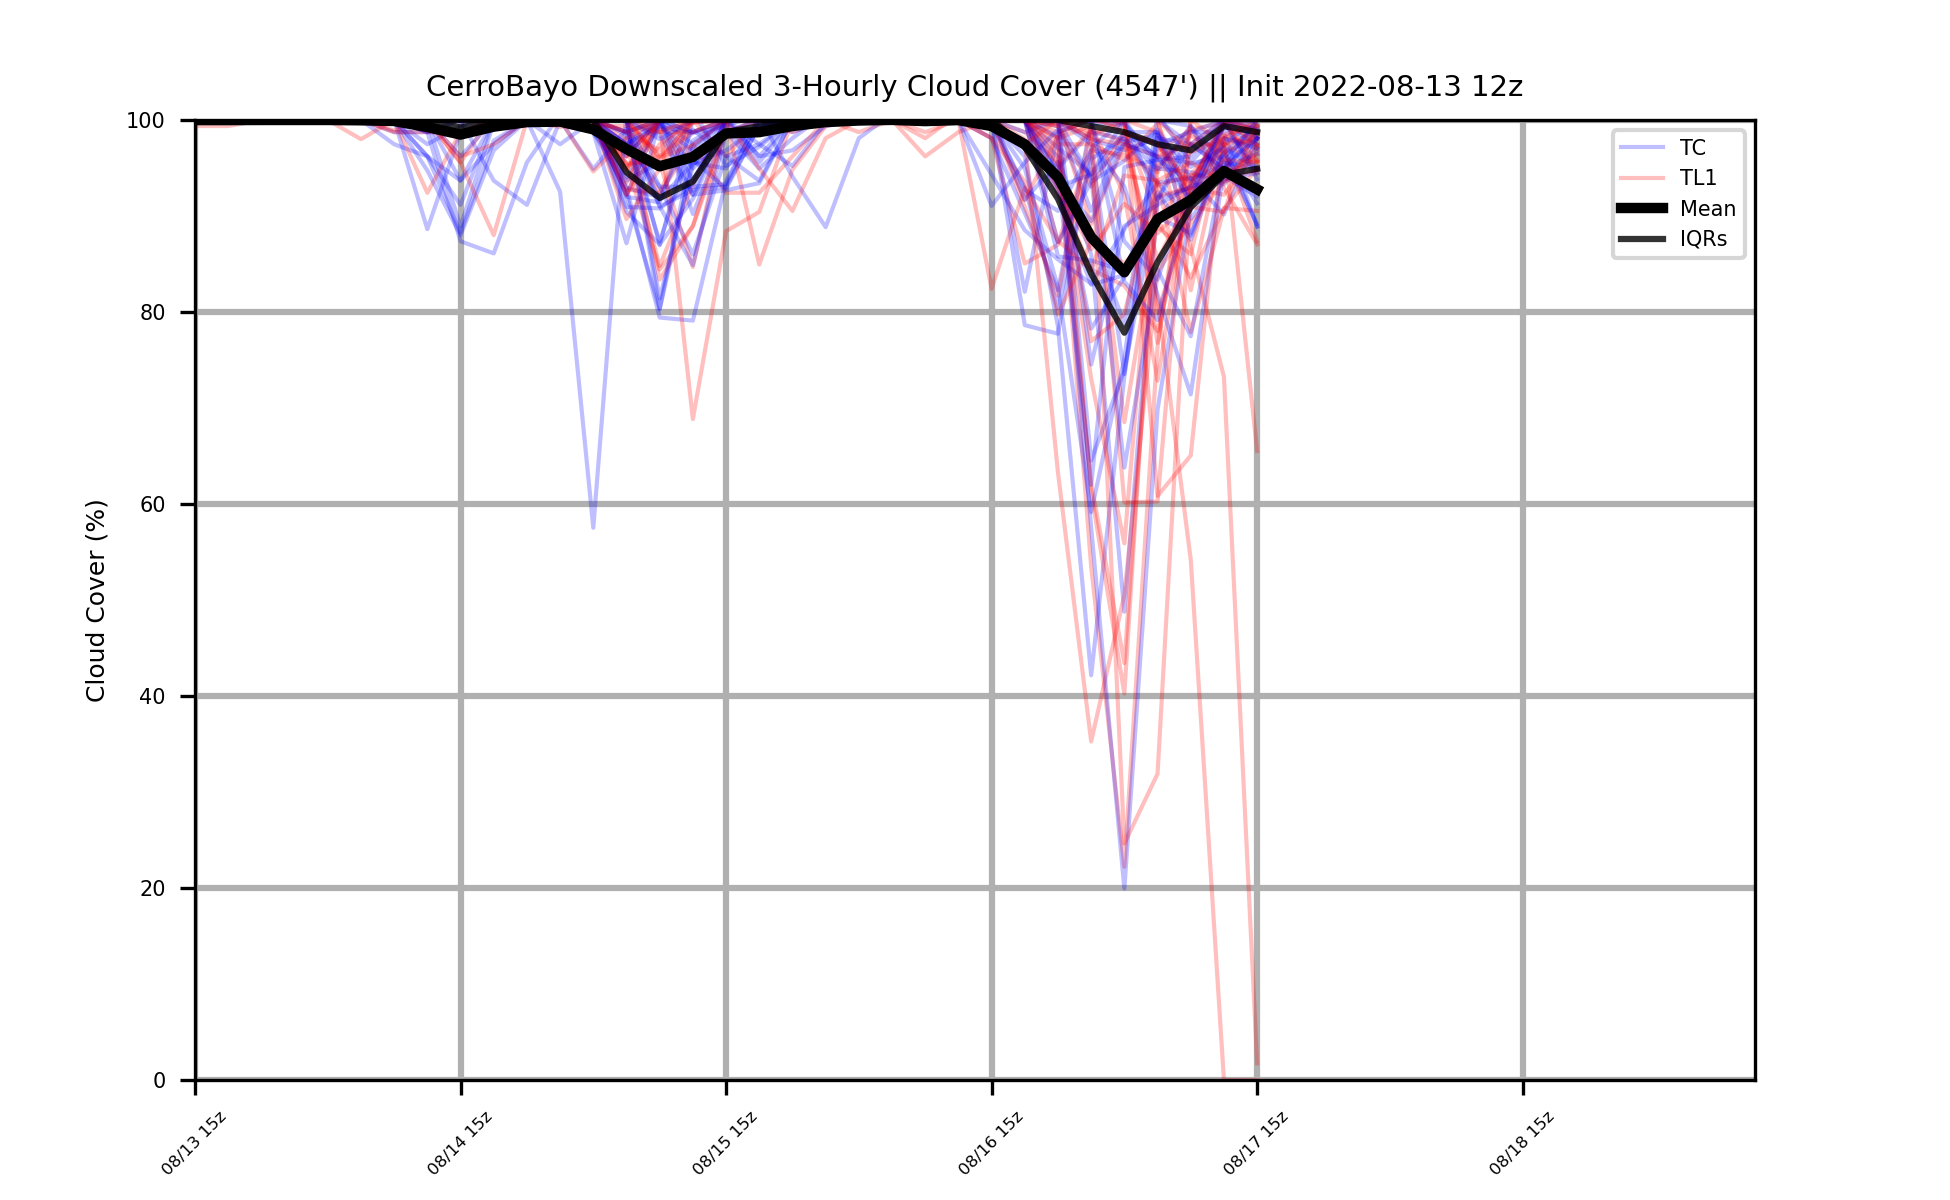 CerroBayo Downscaled 3-Hourly Cloud Cover (4547') || Init 2022-08-13 12z
TC
TL1
Mean
IQRs
Cloud Cover (%)
100
80
60
40
20
0
08/13 15z
08/14 15z
08/15 15z
08/16 15z
08/17 15z
08/18 15z